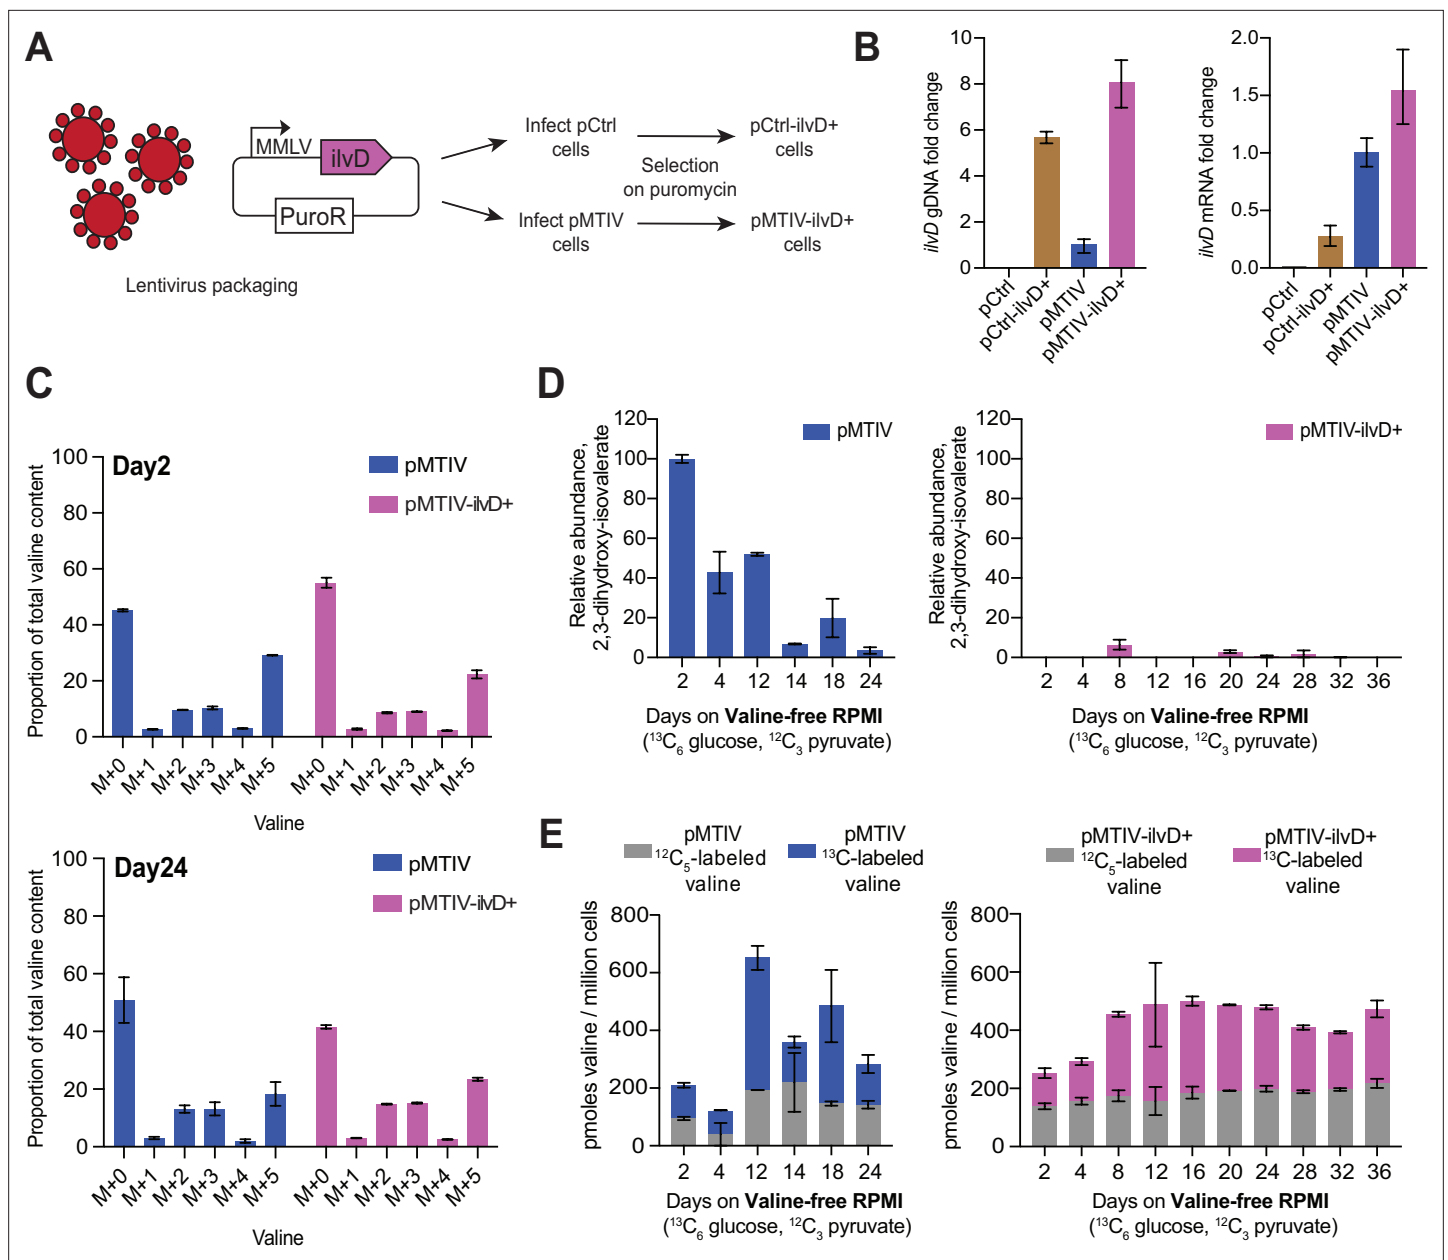 A
MMLV
ilvD
PuroR
Lentivirus packaging
Infect pCtrl
cells
Selection
on puromycin
pCtrl-ilvD+
cells
Infect pMTIV
cells
pMTIV-ilvD+
cells
B
ilvD gDNA fold change
10
8
6
4
2
0
pCtrl
pCtrl-ilvD+
pMTIV
pMTIV-ilvD+
ilvD mRNA fold change
2.0
1.5
1.0
0.5
0.0
pCtrl
pCtrl-ilvD+
pMTIV
pMTIV-ilvD+
C
Day2
pMTIV
pMTIV-ilvD+
Proportion of total valine content
100
80
60
40
20
0
M+0
M+1
M+2
M+3
M+4
M+5
M+0
M+1
M+2
M+3
M+4
M+5
Valine
Day24
pMTIV
pMTIV-ilvD+
Proportion of total valine content
100
80
60
40
20
0
M+0
M+1
M+2
M+3
M+4
M+5
M+0
M+1
M+2
M+3
M+4
M+5
Valine
D
Relative abundance,
2,3-dihydroxy-isovalerate
120
100
80
60
40
20
0
pMTIV
2 4 12 14 18 24
Days on Valine-free RPMI
(¹³C₆ glucose, ¹²C₃ pyruvate)
Relative abundance,
2,3-dihydroxy-isovalerate
120
100
80
60
40
20
0
pMTIV-ilvD+
2 4 8 12 16 20 24 28 32 36
Days on Valine-free RPMI
(¹³C₆ glucose, ¹²C₃ pyruvate)
E
pMTIV
¹²C₅-labeled
valine
pMTIV
¹³C-labeled
valine
pmoles valine / million cells
800
600
400
200
0
2 4 12 14 18 24
Days on Valine-free RPMI
(¹³C₆ glucose, ¹²C₃ pyruvate)
pMTIV-ilvD+
¹²C₅-labeled
valine
pMTIV-ilvD+
¹³C-labeled
valine
pmoles valine / million cells
800
600
400
200
0
2 4 8 12 16 20 24 28 32 36
Days on Valine-free RPMI
(¹³C₆ glucose, ¹²C₃ pyruvate)